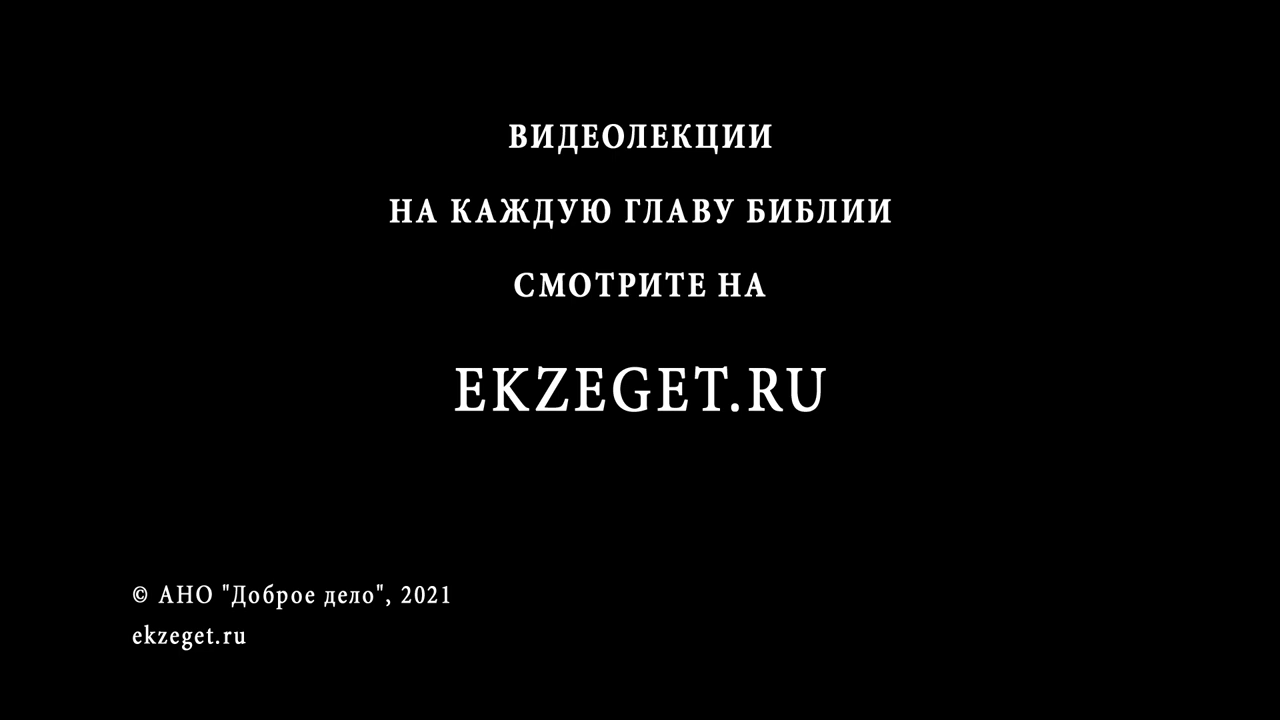 ВИДЕОЛЕКЦИИ
НА КАЖДУЮ ГЛАВУ БИБЛИИ
СМОТРИТЕ НА
EKZEGET.RU
© АНО "Доброе дело", 2021
ekzeget.ru